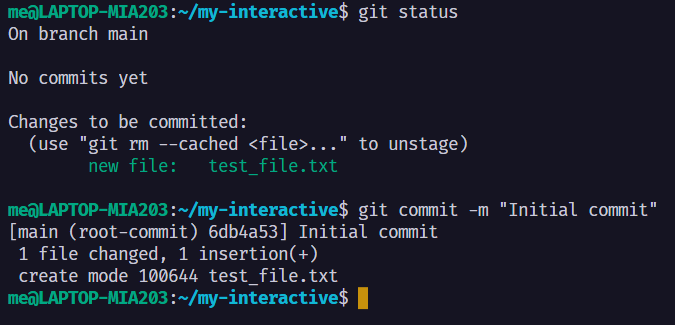 me@LAPTOP-MIA203:~/my-interactive$ git status
On branch main

No commits yet

Changes to be committed:
  (use "git rm --cached <file>..." to unstage)
        new file:   test_file.txt

me@LAPTOP-MIA203:~/my-interactive$ git commit -m "Initial commit"
[main (root-commit) 6db4a53] Initial commit
 1 file changed, 1 insertion(+)
 create mode 100644 test_file.txt
me@LAPTOP-MIA203:~/my-interactive$